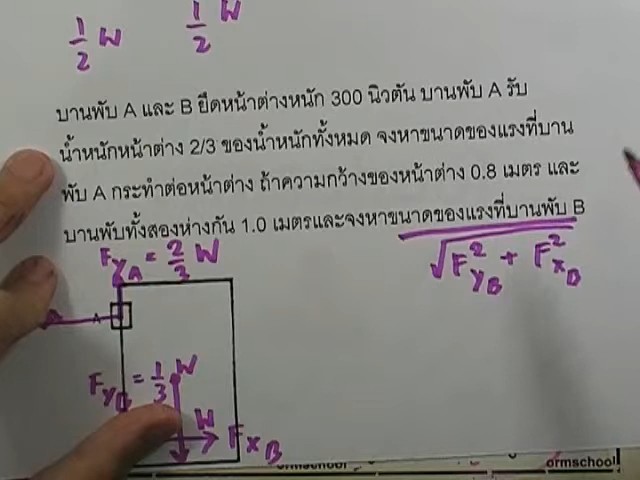 1/2 W 1/2 W
บานพับ A และ B ยึดหน้าต่างหนัก 300 นิวตัน บานพับ A รับ
น้ำหนักหน้าต่าง 2/3 ของน้ำหนักทั้งหมด จงหาขนาดของแรงที่บาน
พับ A กระทำต่อหน้าต่าง ถ้าความกว้างของหน้าต่าง 0.8 เมตร และ
บานพับทั้งสองห่างกัน 1.0 เมตรและจงหาขนาดของแรงที่บานพับ B
√(F²yB + F²xB)
FyA = 2/3 W
A
W
FyB = 1/3
W FxB
ormschool ormschool